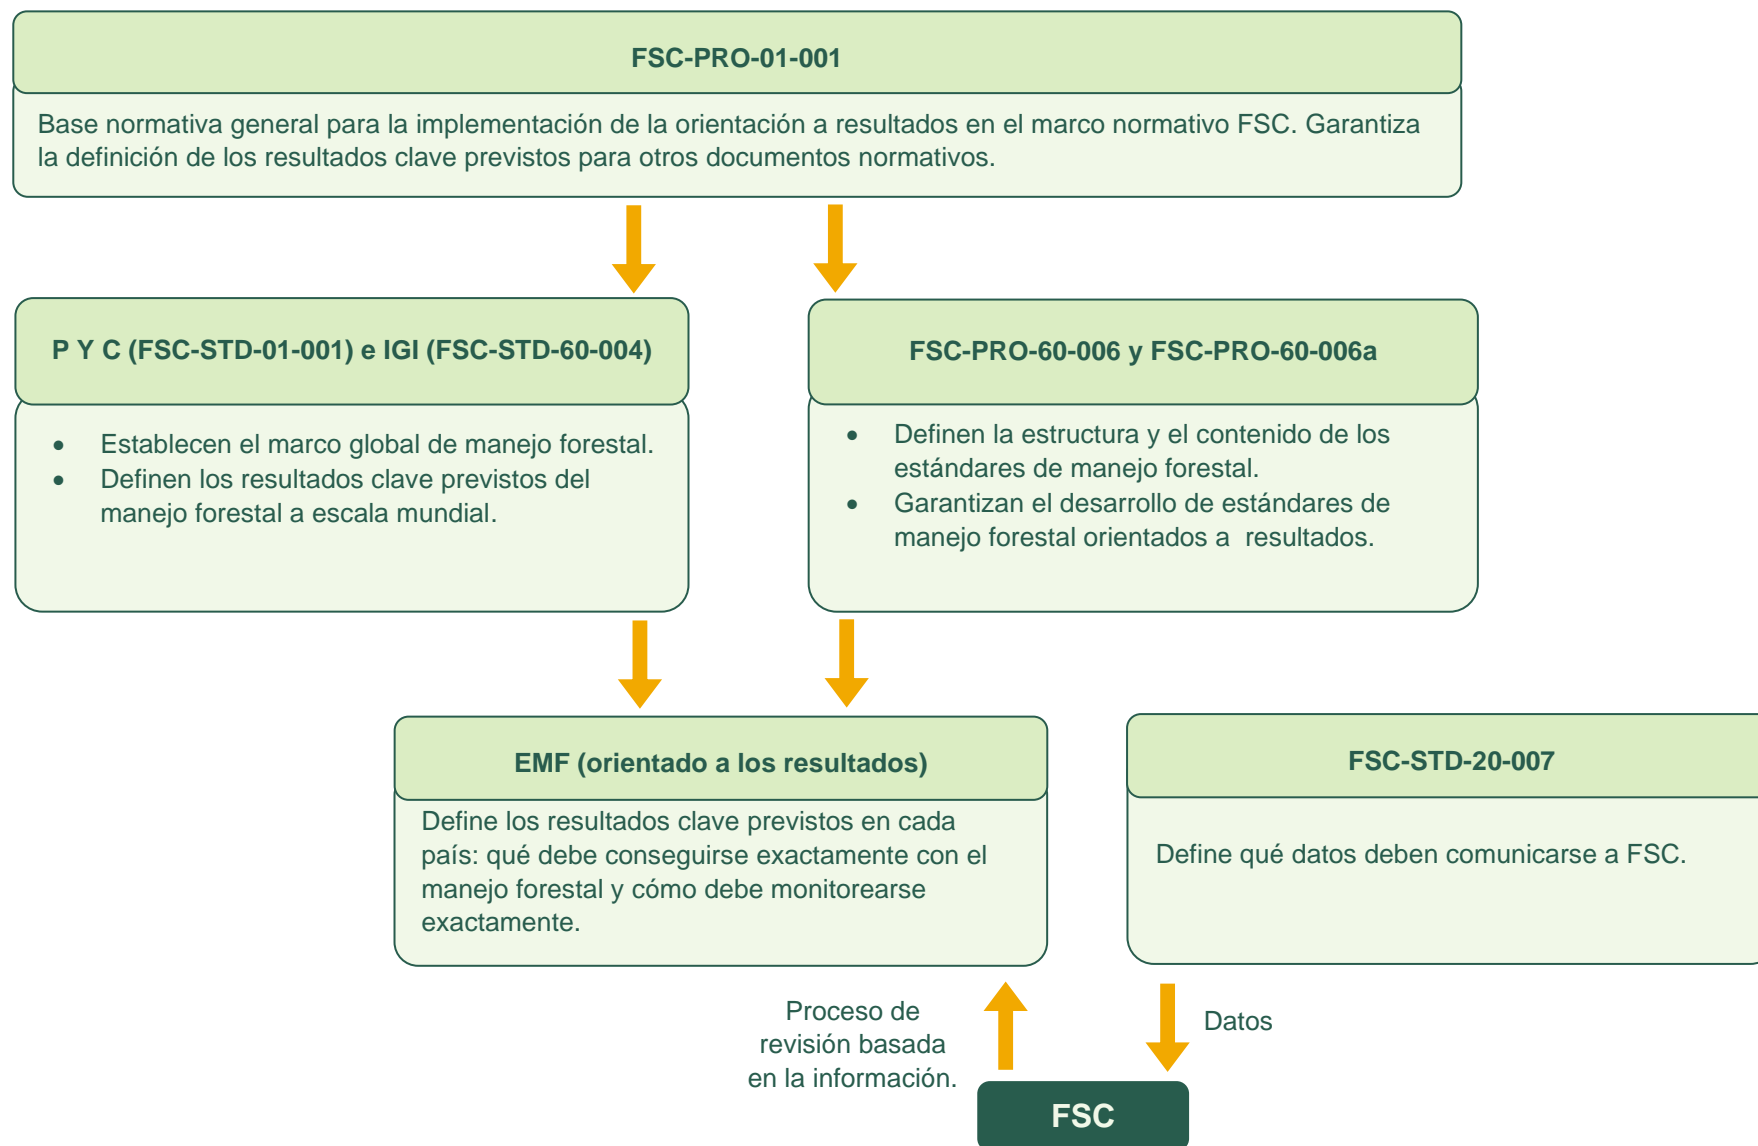 FSC-PRO-01-001
Base normativa general para la implementación de la orientación a resultados en el marco normativo FSC. Garantiza
la definición de los resultados clave previstos para otros documentos normativos.
P Y C (FSC-STD-01-001) e IGI (FSC-STD-60-004)
• Establecen el marco global de manejo forestal.
• Definen los resultados clave previstos del
manejo forestal a escala mundial.
FSC-PRO-60-006 y FSC-PRO-60-006a
• Definen la estructura y el contenido de los
estándares de manejo forestal.
• Garantizan el desarrollo de estándares de
manejo forestal orientados a  resultados.
EMF (orientado a los resultados)
Define los resultados clave previstos en cada
país: qué debe conseguirse exactamente con el
manejo forestal y cómo debe monitorearse
exactamente.
FSC-STD-20-007
Define qué datos deben comunicarse a FSC.
Proceso de
revisión basada
en la información.
Datos
FSC